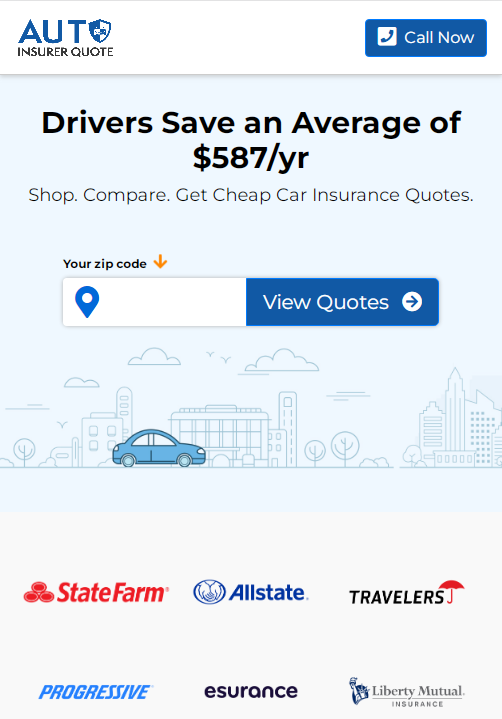 AUTO
INSURER QUOTE
Call Now
Drivers Save an Average of
$587/yr
Shop. Compare. Get Cheap Car Insurance Quotes.
Your zip code
View Quotes
StateFarm®
Allstate®
TRAVELERS
PROGRESSIVE®
esurance
Liberty Mutual®
INSURANCE